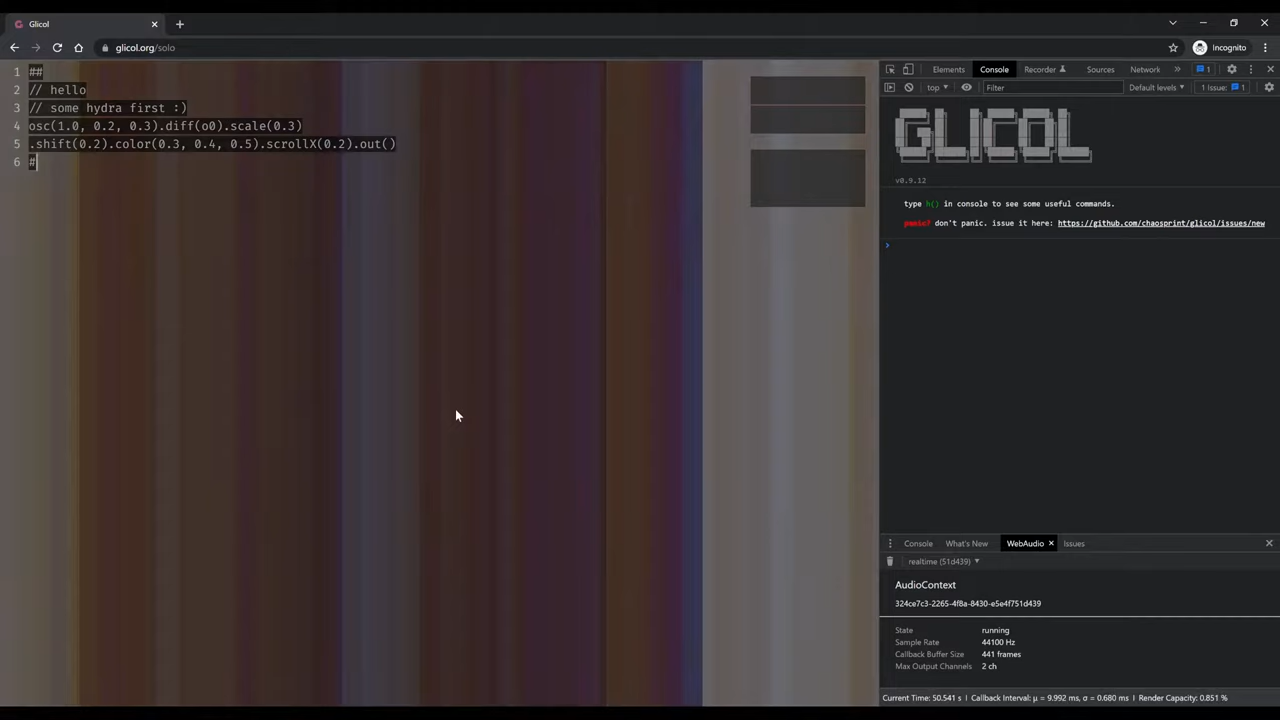 Glicol
glicol.org/solo
Incognito
1 ##
2 // hello
3 // some hydra first :)
4 osc(1.0, 0.2, 0.3).diff(o0).scale(0.3)
5 .shift(0.2).color(0.3, 0.4, 0.5).scrollX(0.2).out()
6 #
Elements Console Recorder Sources Network » 1
top Filter Default levels 1 Issue: 1
GLICOL
v0.9.12
type h() in console to see some useful commands.
panic? don't panic. issue it here: https://github.com/chaosprint/glicol/issues/new
Console What's New WebAudio Issues
realtime (51d439)
AudioContext
324ce7c3-2265-4f8a-8430-e5e4f751d439
State running
Sample Rate 44100 Hz
Callback Buffer Size 441 frames
Max Output Channels 2 ch
Current Time: 50.541 s | Callback Interval: μ = 9.992 ms, σ = 0.680 ms | Render Capacity: 0.851 %